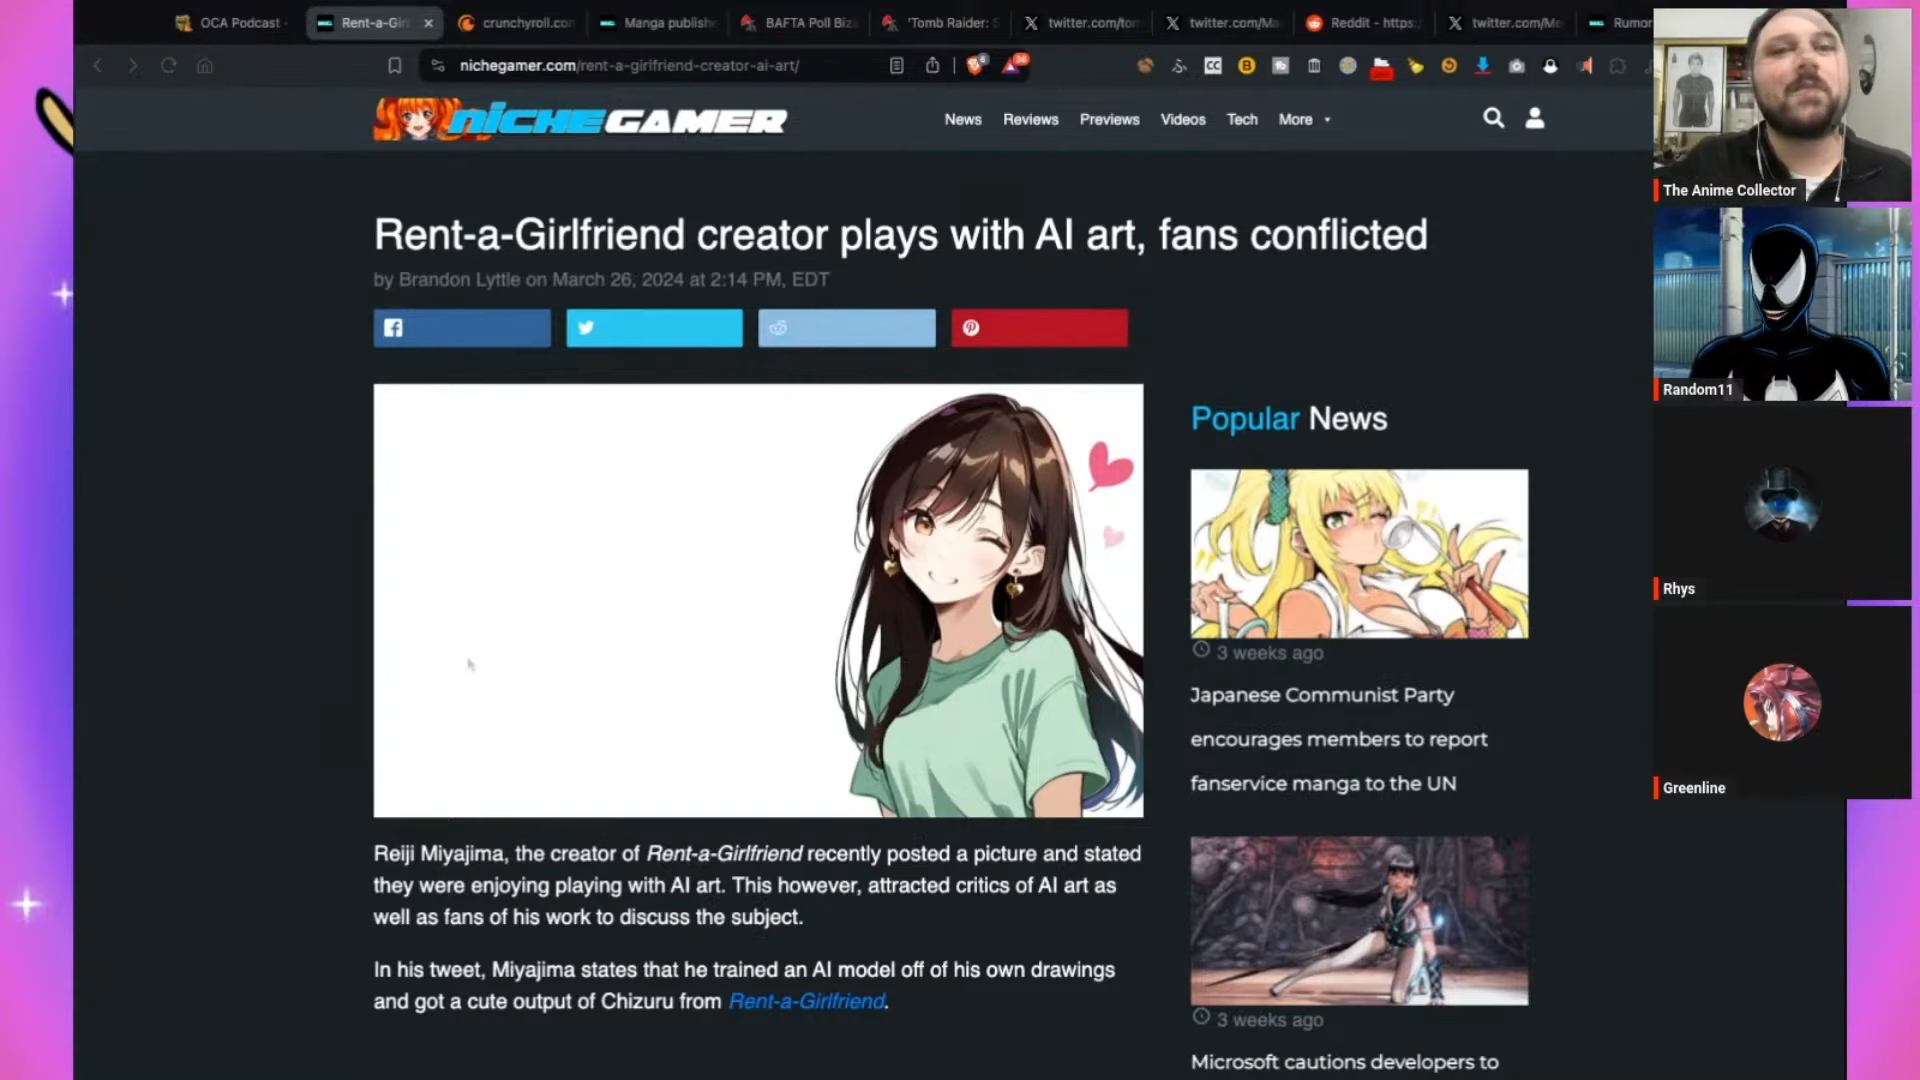 OCA Podcast -
Rent-a-Gir
crunchyroll.con
Manga publishe
BAFTA Poll Biza
'Tomb Raider: S
twitter.com/ton
twitter.com/Ma
Reddit - https:/
twitter.com/Me
Rumor
nichegamer.com/rent-a-girlfriend-creator-ai-art/
NICHEGAMER
News Reviews Previews Videos Tech More
Rent-a-Girlfriend creator plays with AI art, fans conflicted
by Brandon Lyttle on March 26, 2024 at 2:14 PM, EDT
Reiji Miyajima, the creator of Rent-a-Girlfriend recently posted a picture and stated
they were enjoying playing with AI art. This however, attracted critics of AI art as
well as fans of his work to discuss the subject.
In his tweet, Miyajima states that he trained an AI model off of his own drawings
and got a cute output of Chizuru from Rent-a-Girlfriend.
Popular News
3 weeks ago
Japanese Communist Party
encourages members to report
fanservice manga to the UN
3 weeks ago
Microsoft cautions developers to
The Anime Collector
Random11
Rhys
Greenline